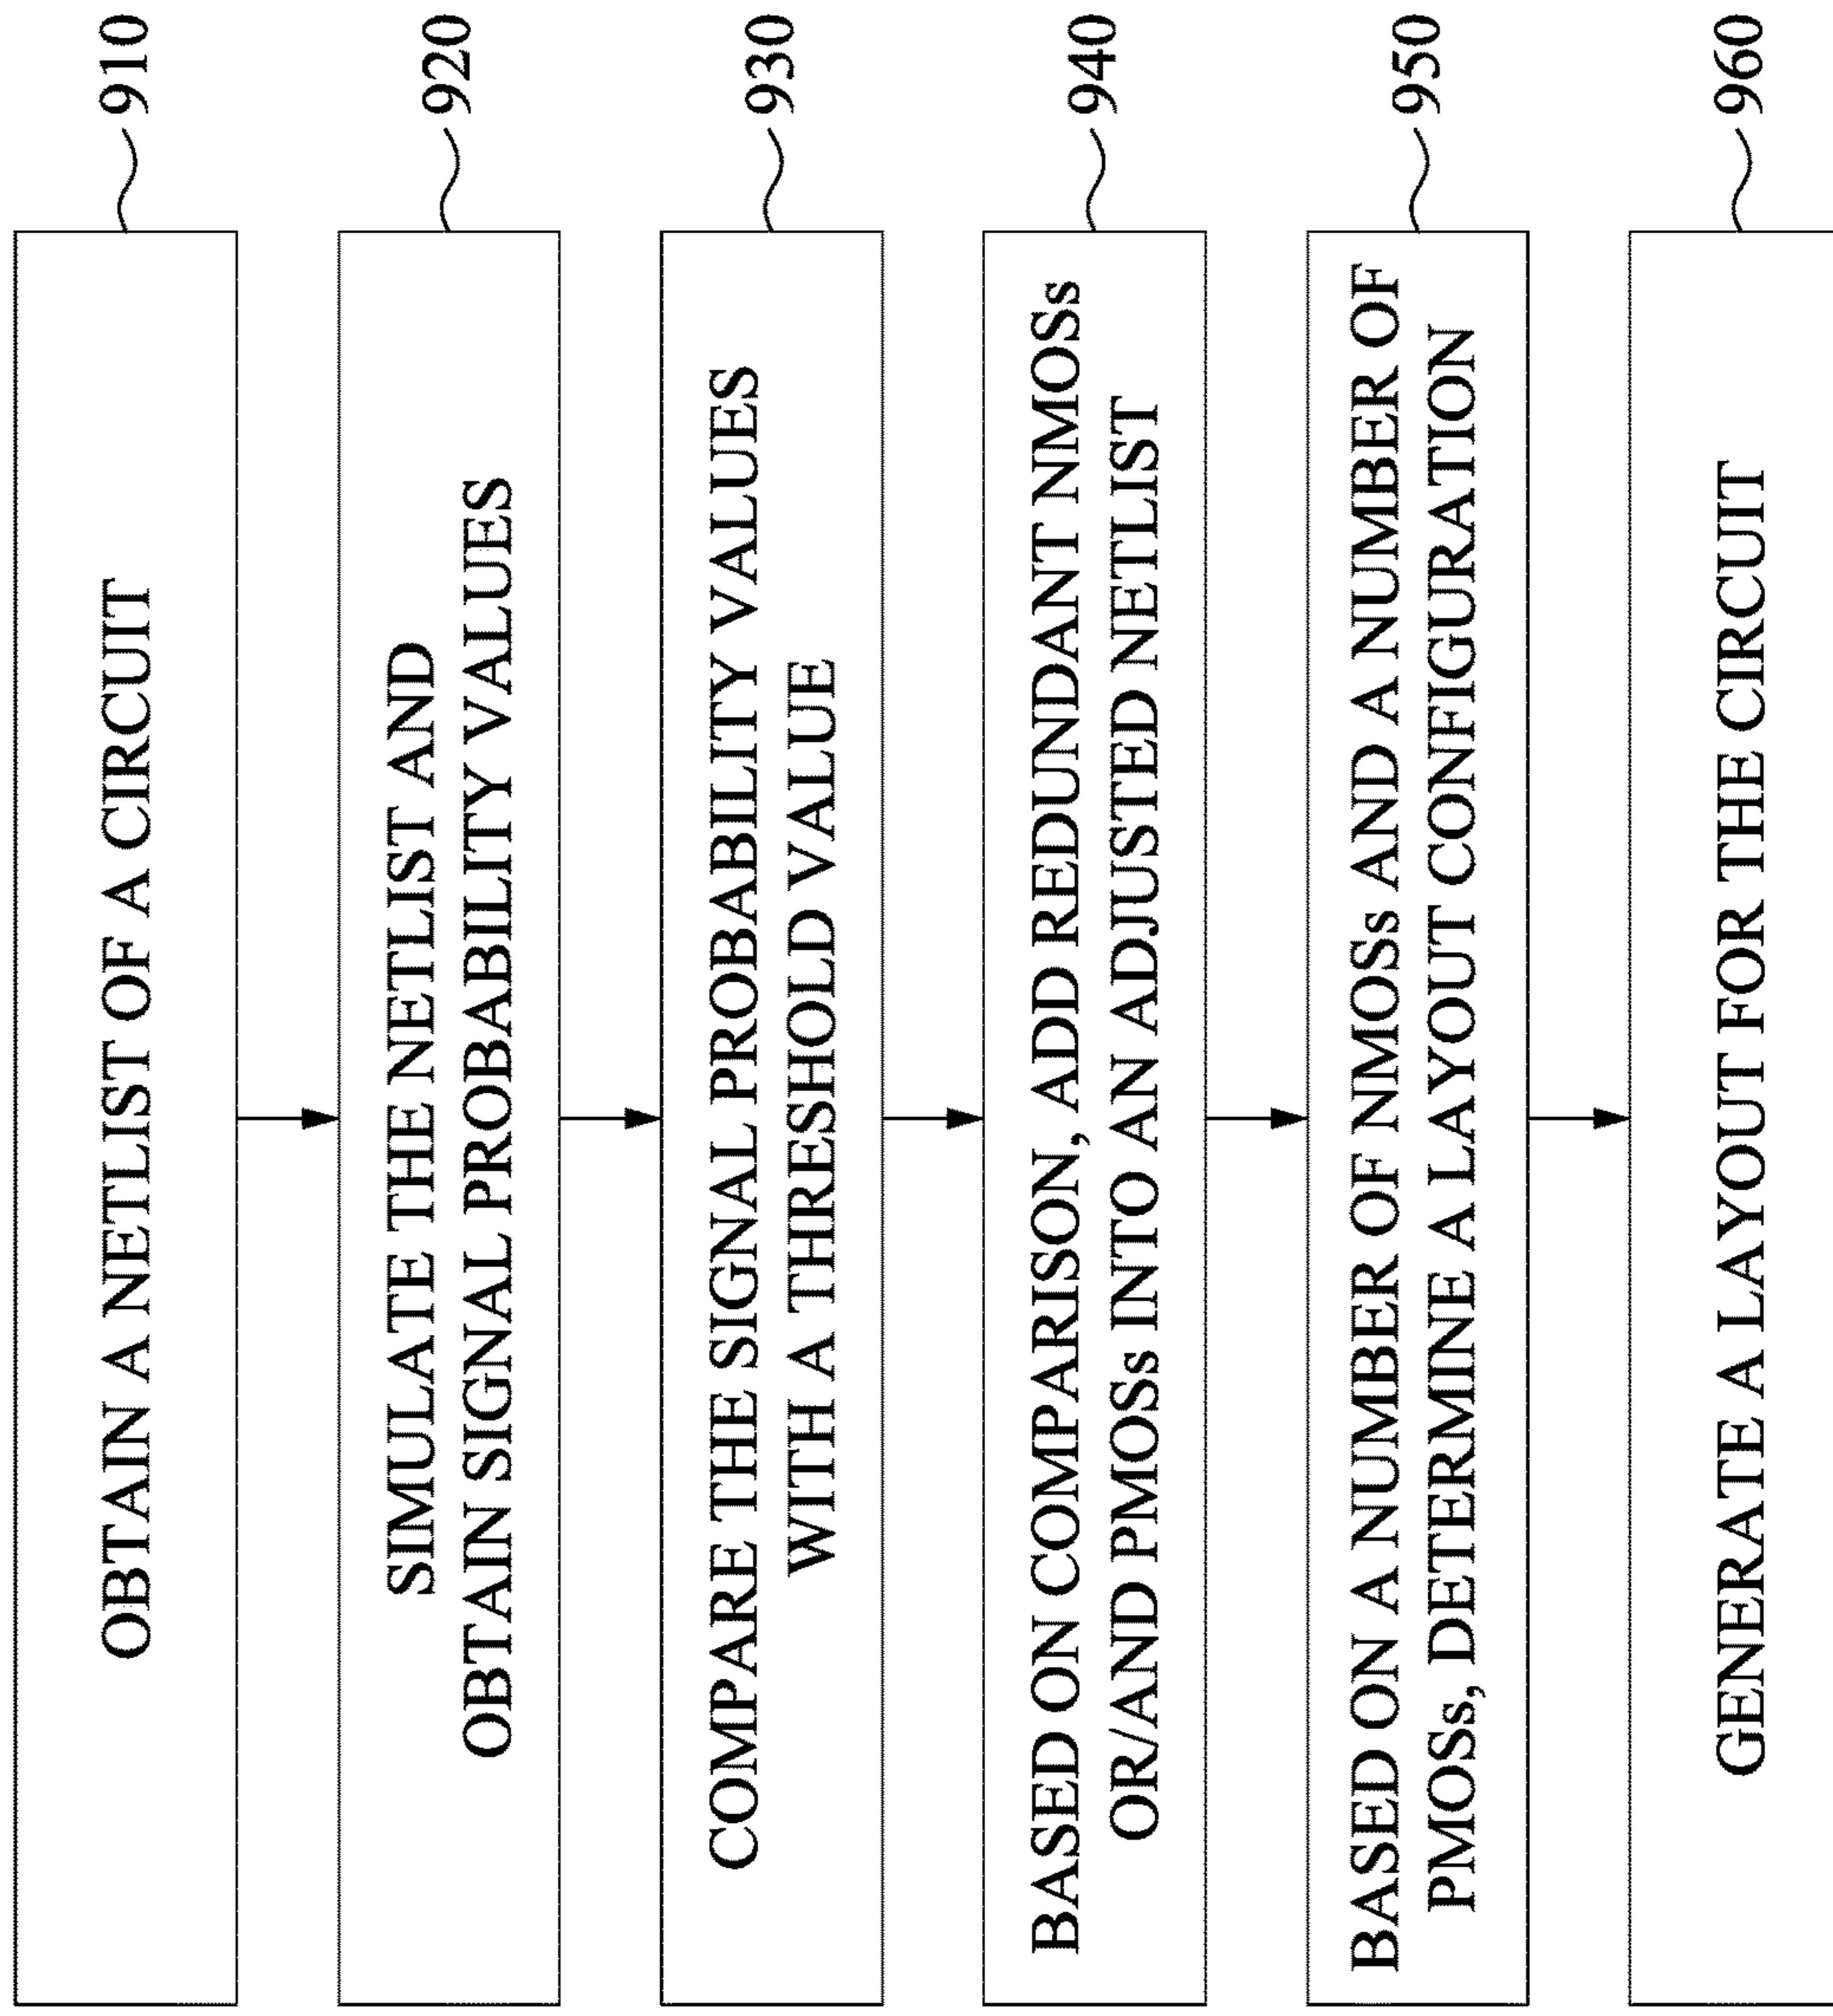 OBTAIN A NETLIST OF A CIRCUIT
910
SIMULATE THE NETLIST AND
OBTAIN SIGNAL PROBABILITY VALUES
920
COMPARE THE SIGNAL PROBABILITY VALUES
WITH A THRESHOLD VALUE
930
BASED ON COMPARISON, ADD REDUNDANT NMOSs
OR/AND PMOSs INTO AN ADJUSTED NETLIST
940
BASED ON A NUMBER OF NMOSs AND A NUMBER OF
PMOSs, DETERMINE A LAYOUT CONFIGURATION
950
GENERATE A LAYOUT FOR THE CIRCUIT
960